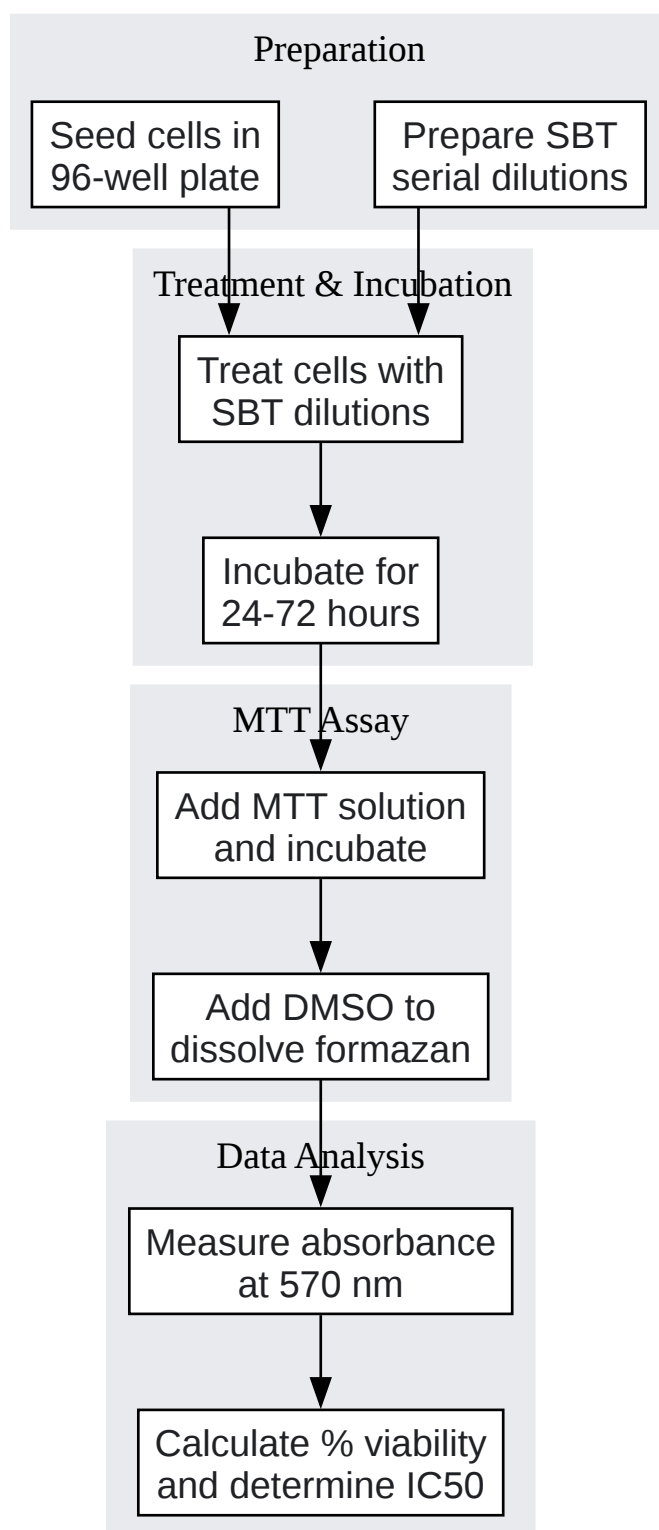 Preparation
Seed cells in
96-well plate
Prepare SBT
serial dilutions
Treatment & Incubation
Treat cells with
SBT dilutions
Incubate for
24-72 hours
MTT Assay
Add MTT solution
and incubate
Add DMSO to
dissolve formazan
Data Analysis
Measure absorbance
at 570 nm
Calculate % viability
and determine IC50